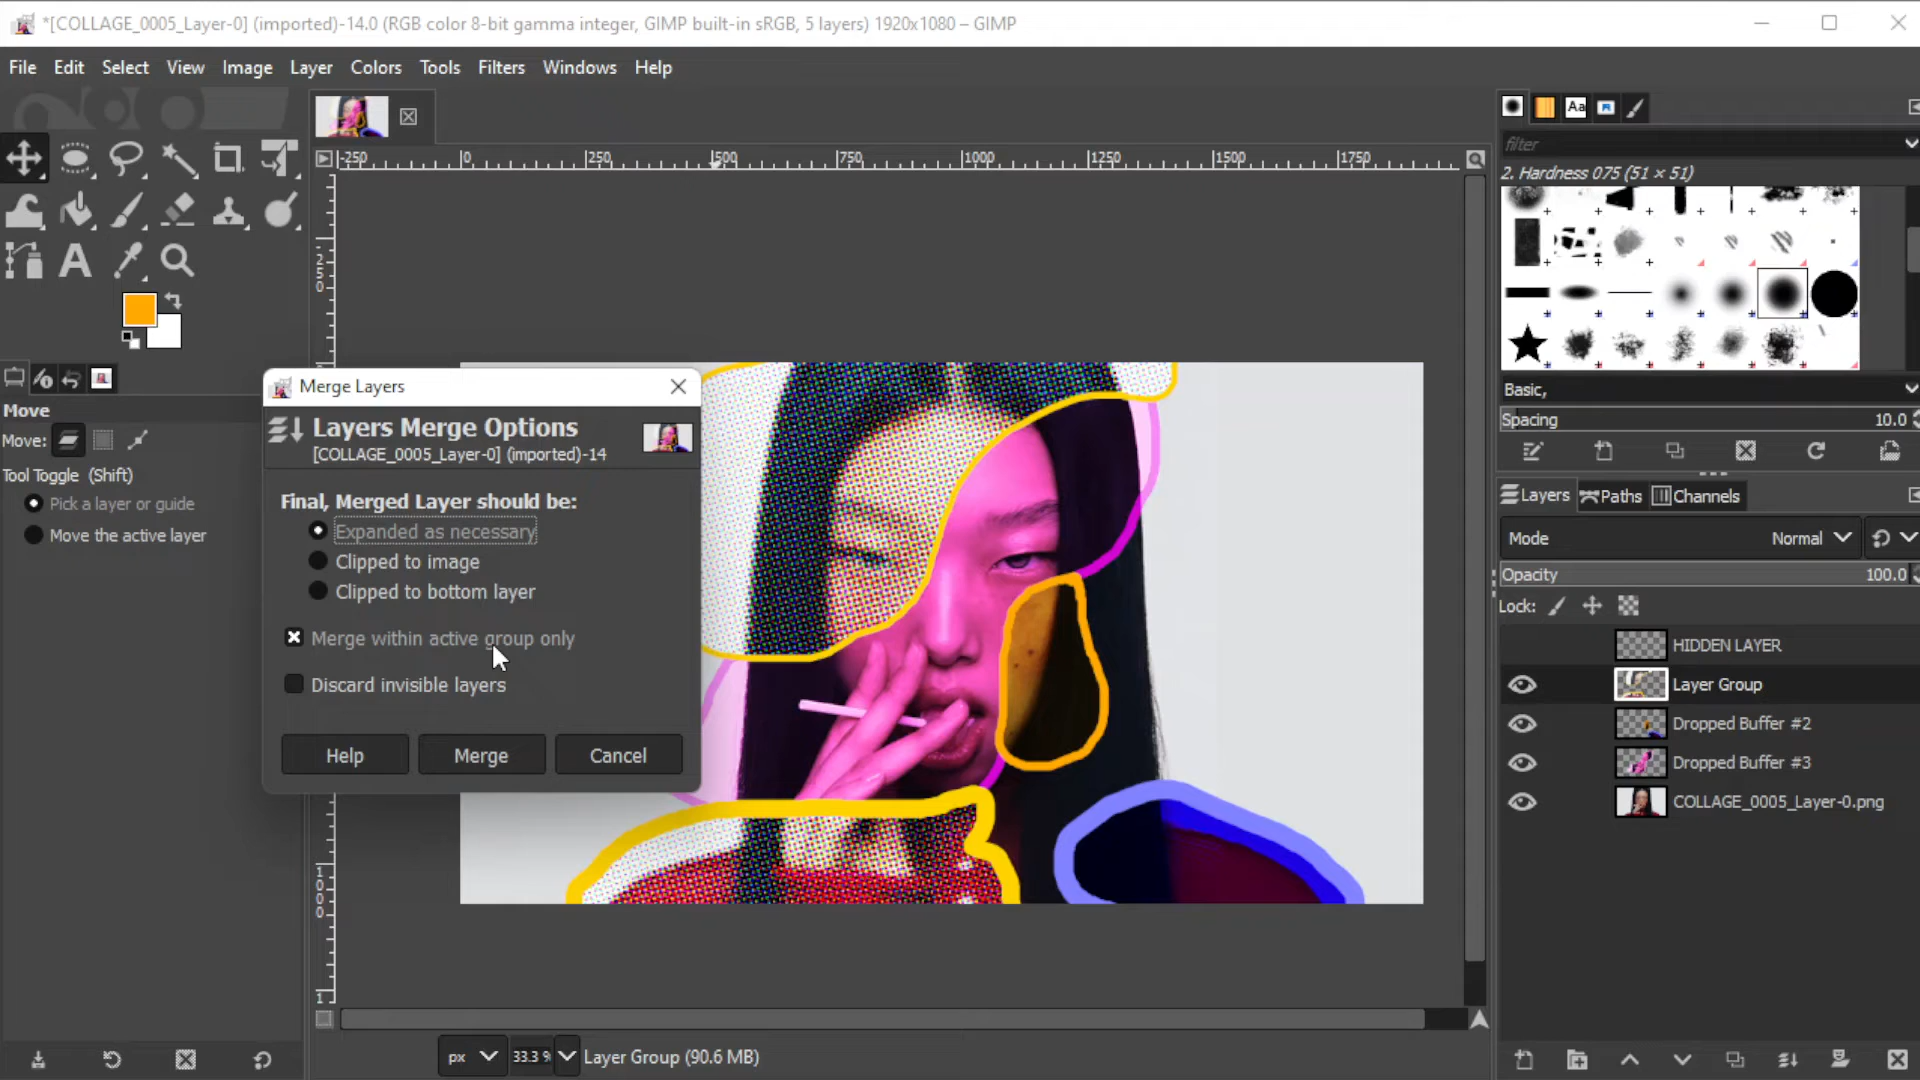 *[COLLAGE_0005_Layer-0] (imported)-14.0 (RGB color 8-bit gamma integer, GIMP built-in sRGB, 5 layers) 1920x1080 – GIMP
File Edit Select View Image Layer Colors Tools Filters Windows Help
Aa
-250 0 250 500 750 1000 1250 1500 1750
filter
2. Hardness 075 (51 × 51)
250
Basic,
Spacing 10.0
Move
Move:
Tool Toggle (Shift)
Pick a layer or guide
Move the active layer
Merge Layers
Layers Merge Options
[COLLAGE_0005_Layer-0] (imported)-14
Final, Merged Layer should be:
Expanded as necessary
Clipped to image
Clipped to bottom layer
Merge within active group only
Discard invisible layers
Help Merge Cancel
Layers Paths Channels
Mode Normal
Opacity 100.0
Lock:
HIDDEN LAYER
Layer Group
Dropped Buffer #2
Dropped Buffer #3
COLLAGE_0005_Layer-0.png
1000
px 33.3 % Layer Group (90.6 MB)